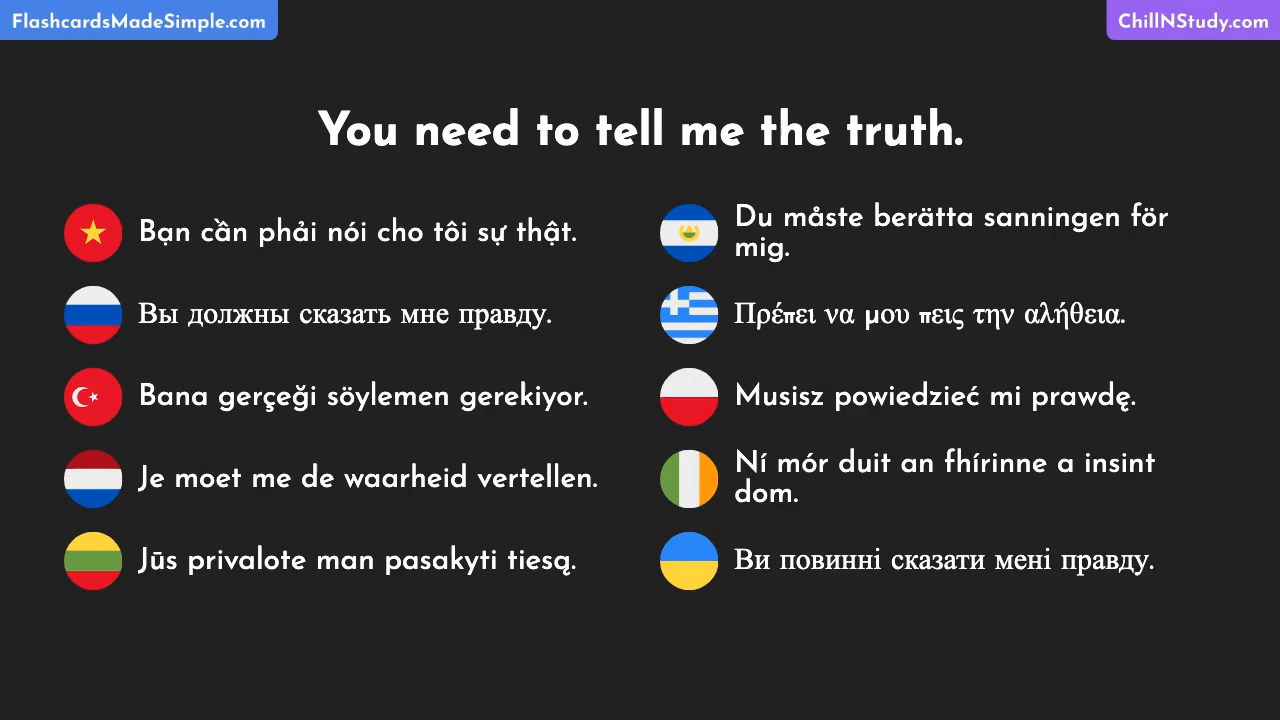 FlashcardsMadeSimple.com
ChillNStudy.com
You need to tell me the truth.
Bạn cần phải nói cho tôi sự thật.
Вы должны сказать мне правду.
Bana gerçeği söylemen gerekiyor.
Je moet me de waarheid vertellen.
Jūs privalote man pasakyti tiesą.
Du måste berätta sanningen för
mig.
Πρέπει να μου πεις την αλήθεια.
Musisz powiedzieć mi prawdę.
Ní mór duit an fhírinne a insint
dom.
Ви повинні сказати мені правду.